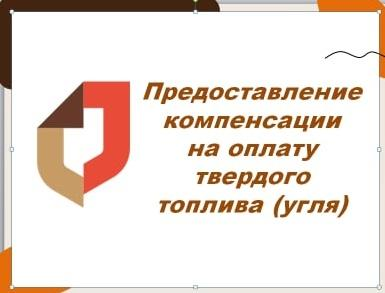 Предоставление
компенсации
на оплату
твердого
топлива (угля)